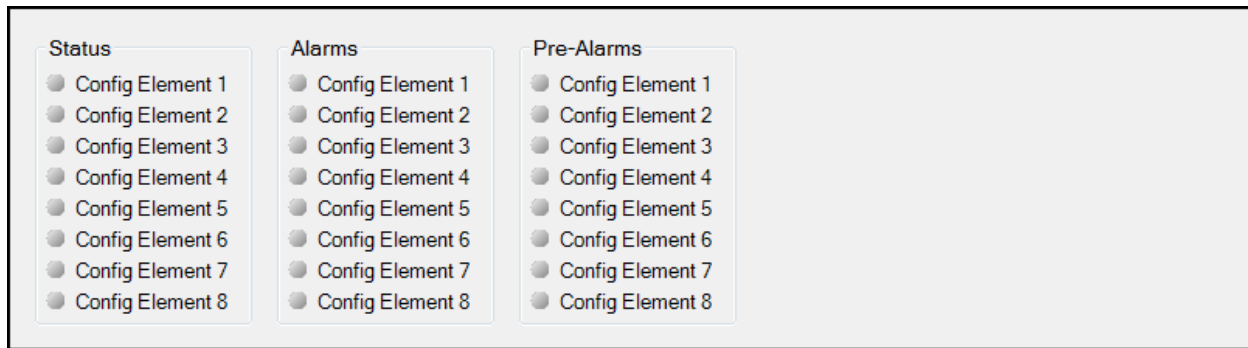 Status
Config Element 1
Config Element 2
Config Element 3
Config Element 4
Config Element 5
Config Element 6
Config Element 7
Config Element 8
Alarms
Config Element 1
Config Element 2
Config Element 3
Config Element 4
Config Element 5
Config Element 6
Config Element 7
Config Element 8
Pre-Alarms
Config Element 1
Config Element 2
Config Element 3
Config Element 4
Config Element 5
Config Element 6
Config Element 7
Config Element 8